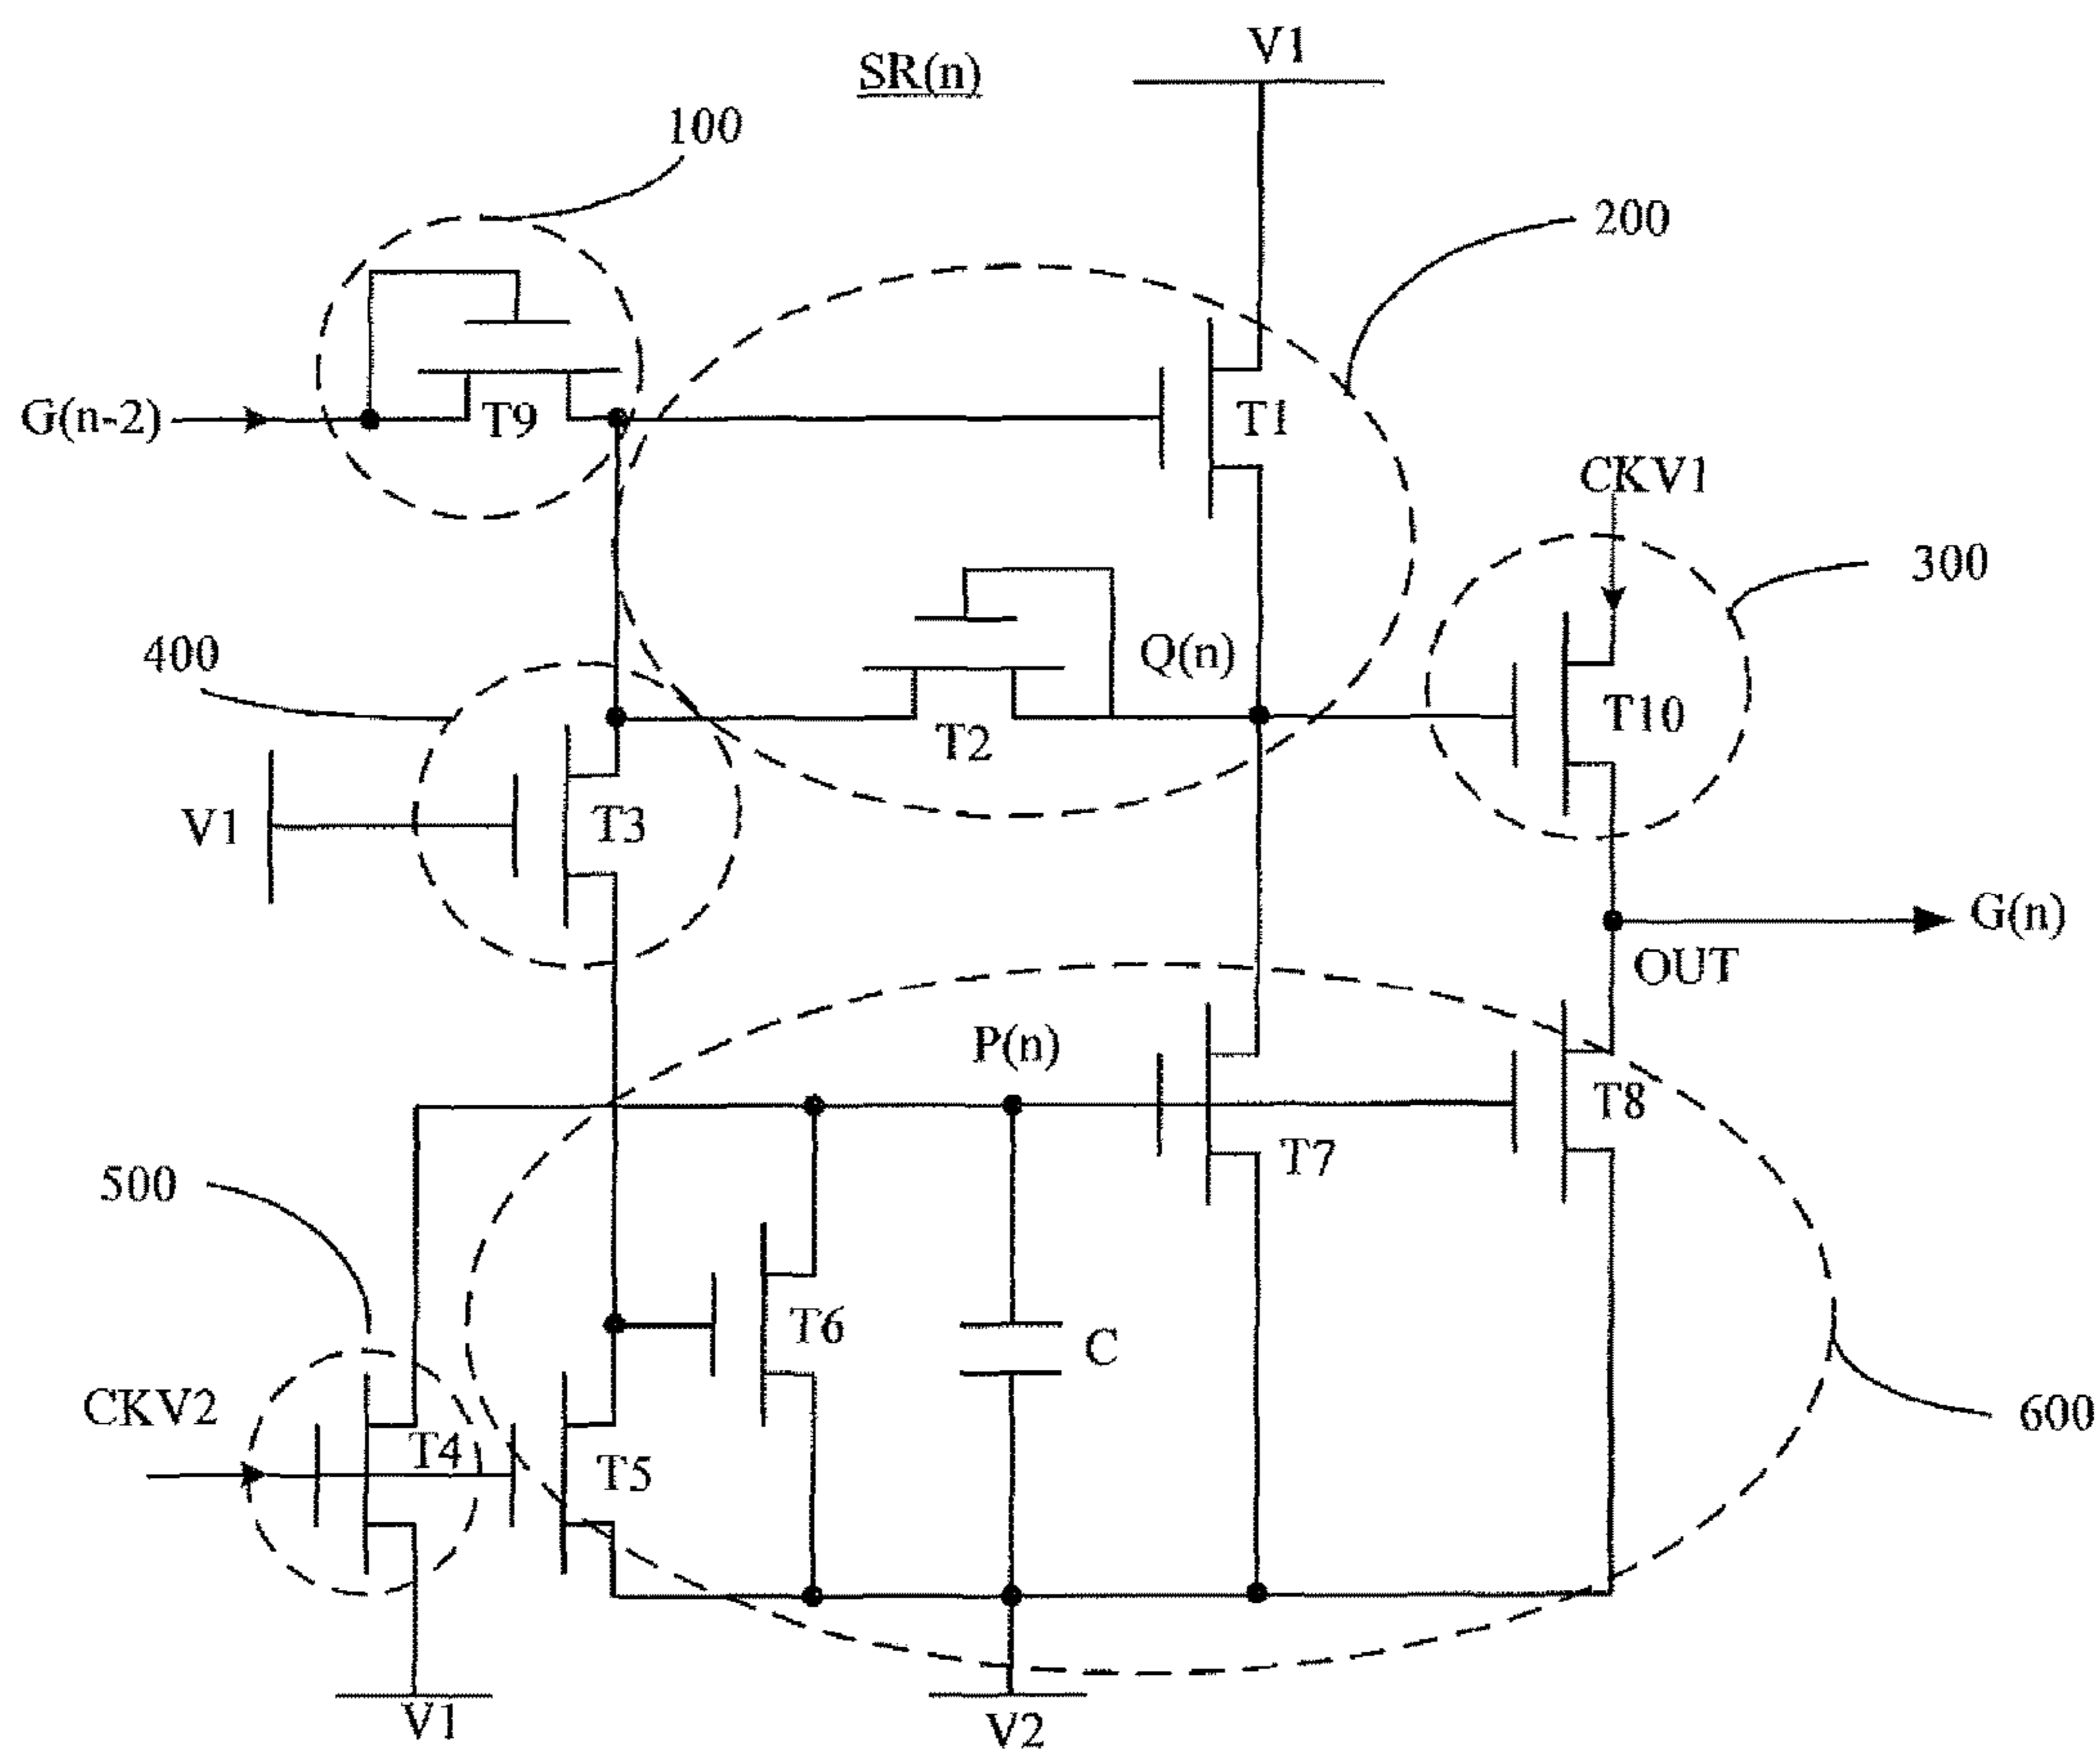 V1
SR(n)
100
200
G(n-2)
T9
T1
CKV1
300
400
Q(n)
T10
T2
V1
T3
G(n)
OUT
P(n)
T8
T7
500
T6
C
CKV2
T4
T5
600
V1
V2